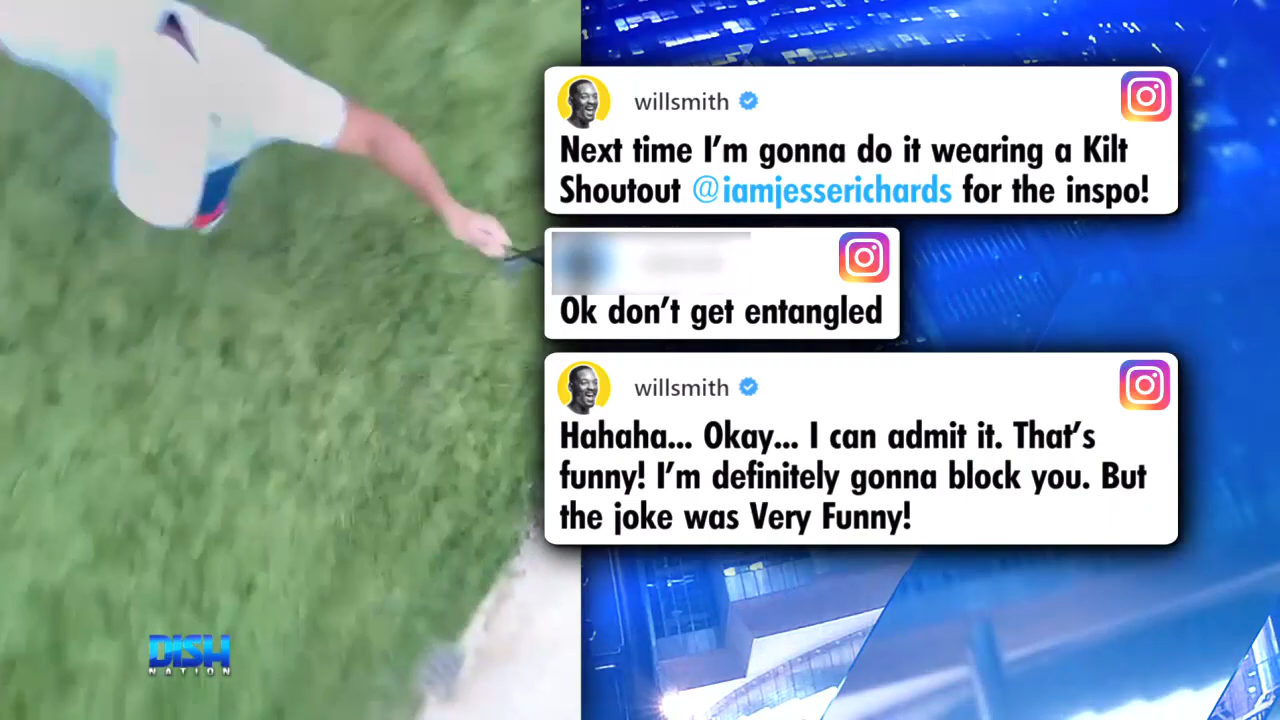 willsmith
Next time I'm gonna do it wearing a Kilt
Shoutout @iamjesserichards for the inspo!
Ok don't get entangled
willsmith
Hahaha... Okay... I can admit it. That's
funny! I'm definitely gonna block you. But
the joke was Very Funny!
DISH
NATION